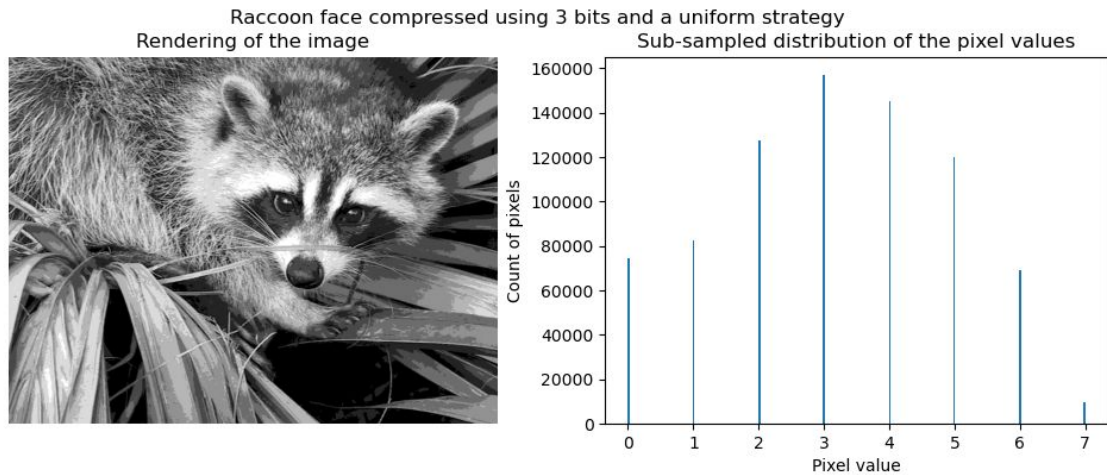 Raccoon face compressed using 3 bits and a uniform strategy
Rendering of the image
Sub-sampled distribution of the pixel values
160000
140000
120000
100000
80000
60000
40000
20000
0
Count of pixels
0 1 2 3 4 5 6 7
Pixel value